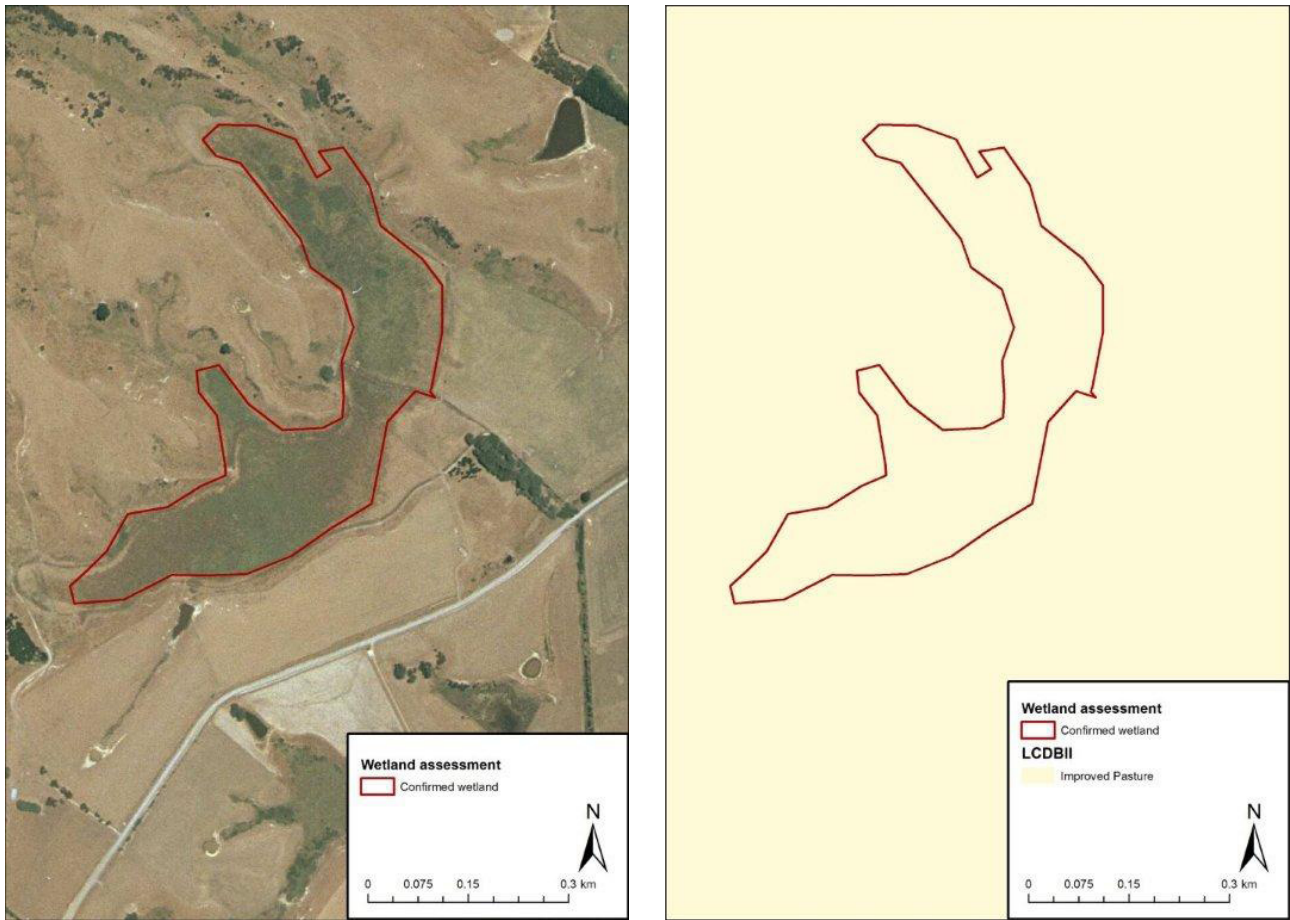 Wetland assessment
Confirmed wetland
N
0 0.075 0.15 0.3 km
Wetland assessment
Confirmed wetland
LCDBII
Improved Pasture
N
0 0.075 0.15 0.3 km